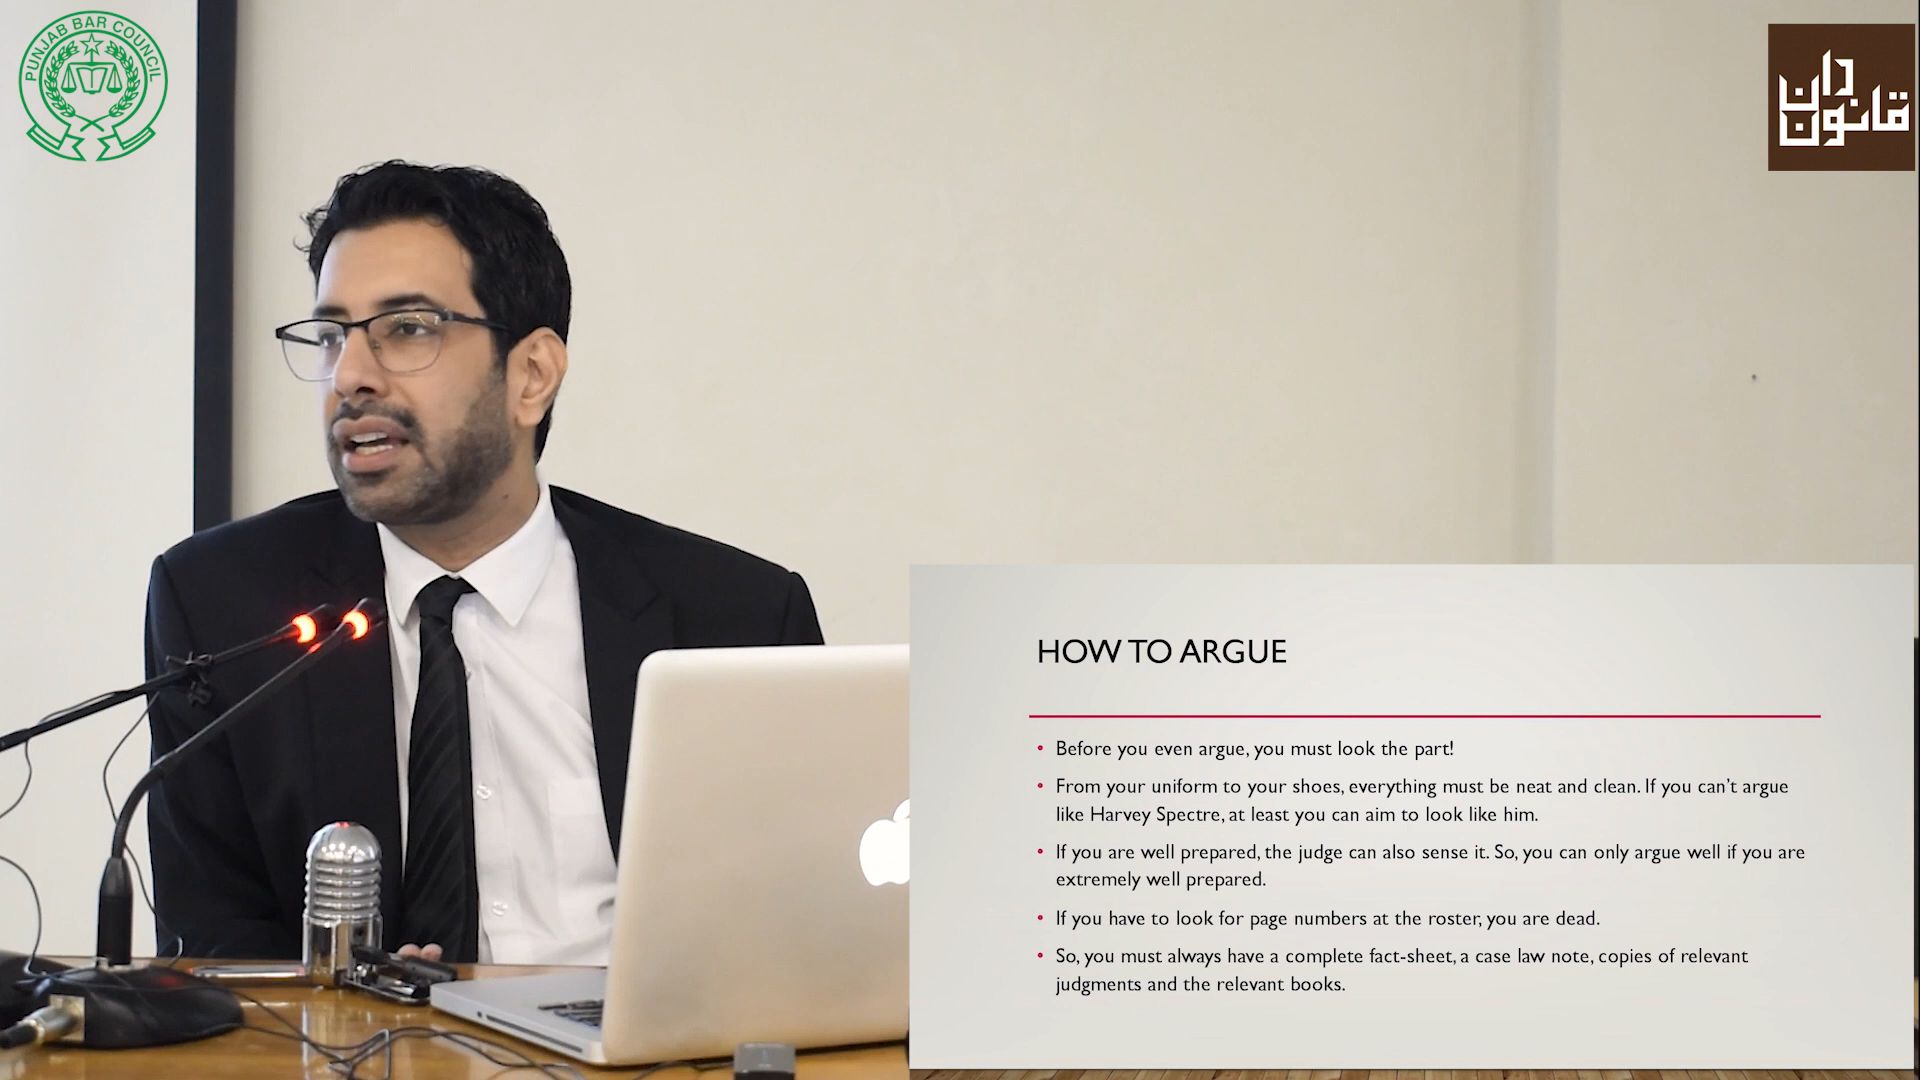 PUNJAB BAR COUNCIL
قانون دان
HOW TO ARGUE
• Before you even argue, you must look the part!
• From your uniform to your shoes, everything must be neat and clean. If you can’t argue
like Harvey Spectre, at least you can aim to look like him.
• If you are well prepared, the judge can also sense it. So, you can only argue well if you are
extremely well prepared.
• If you have to look for page numbers at the roster, you are dead.
• So, you must always have a complete fact-sheet, a case law note, copies of relevant
judgments and the relevant books.